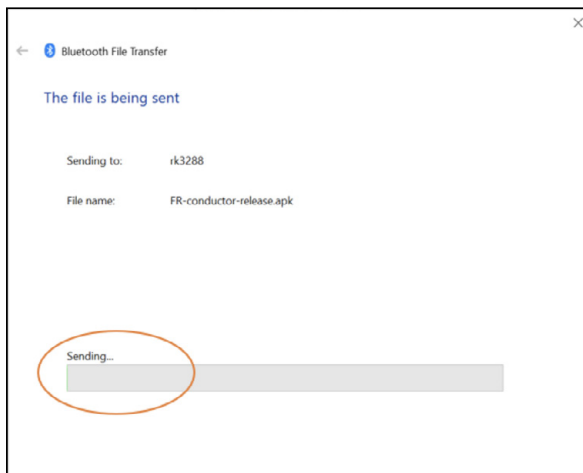 Bluetooth File Transfer
The file is being sent
Sending to: rk3288
File name: FR-conductor-release.apk
Sending...